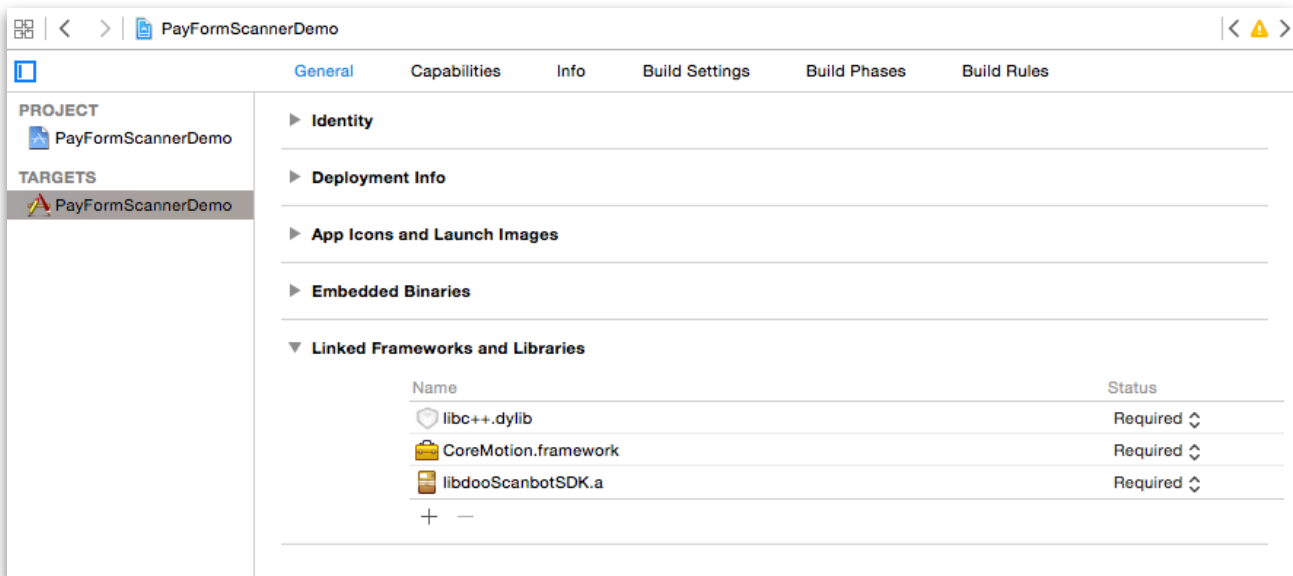 PayFormScannerDemo
General Capabilities Info Build Settings Build Phases Build Rules
PROJECT
PayFormScannerDemo
TARGETS
PayFormScannerDemo
Identity
Deployment Info
App Icons and Launch Images
Embedded Binaries
Linked Frameworks and Libraries
Name Status
libc++.dylib Required
CoreMotion.framework Required
libdooScanbotSDK.a Required